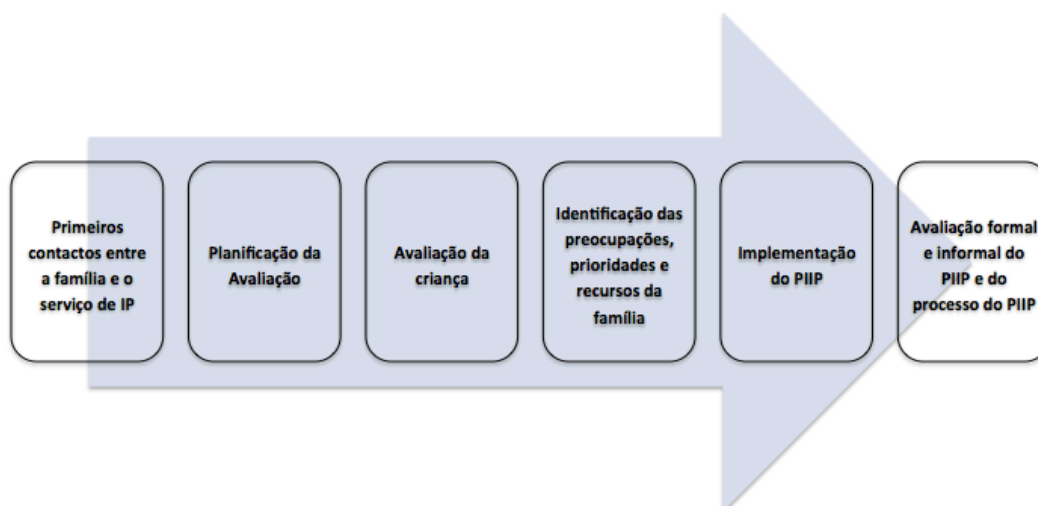 Primeiros
contactos entre
a família e o
serviço de IP
Planificação da
Avaliação
Avaliação da
criança
Identificação das
preocupações,
prioridades e
recursos da
família
Implementação
do PIIP
Avaliação formal
e informal do
PIIP e do
processo do PIIP